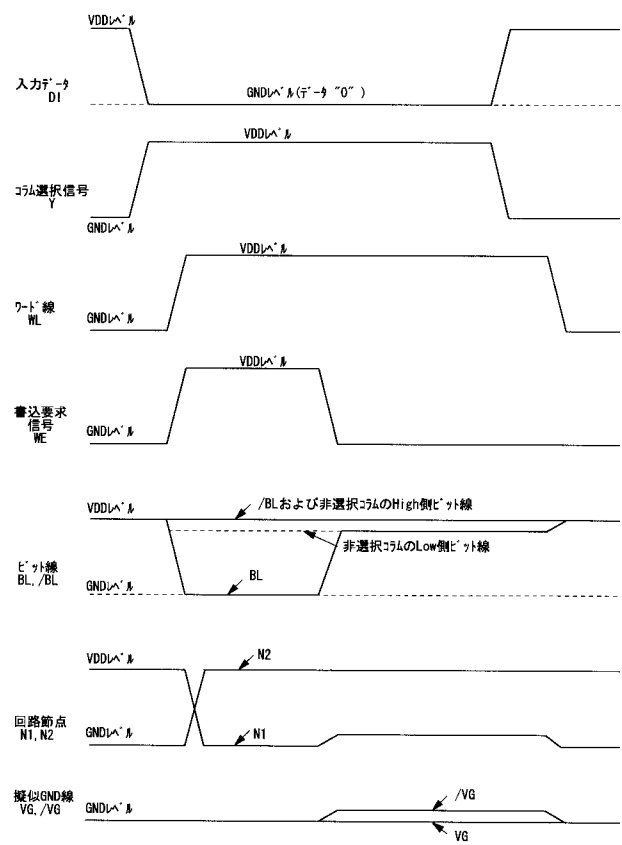 VDDレベル
入力データ
DI
GNDレベル(データ "0" )
VDDレベル
コラム選択信号
Y
GNDレベル
VDDレベル
ワード線
WL
GNDレベル
VDDレベル
書込要求
信号
WE
GNDレベル
VDDレベル
/BLおよび非選択コラムのHigh側ビット線
非選択コラムのLow側ビット線
ビット線
BL, /BL
GNDレベル
BL
VDDレベル
N2
回路節点
N1, N2
GNDレベル
N1
擬似GND線
VG, /VG
GNDレベル
/VG
VG